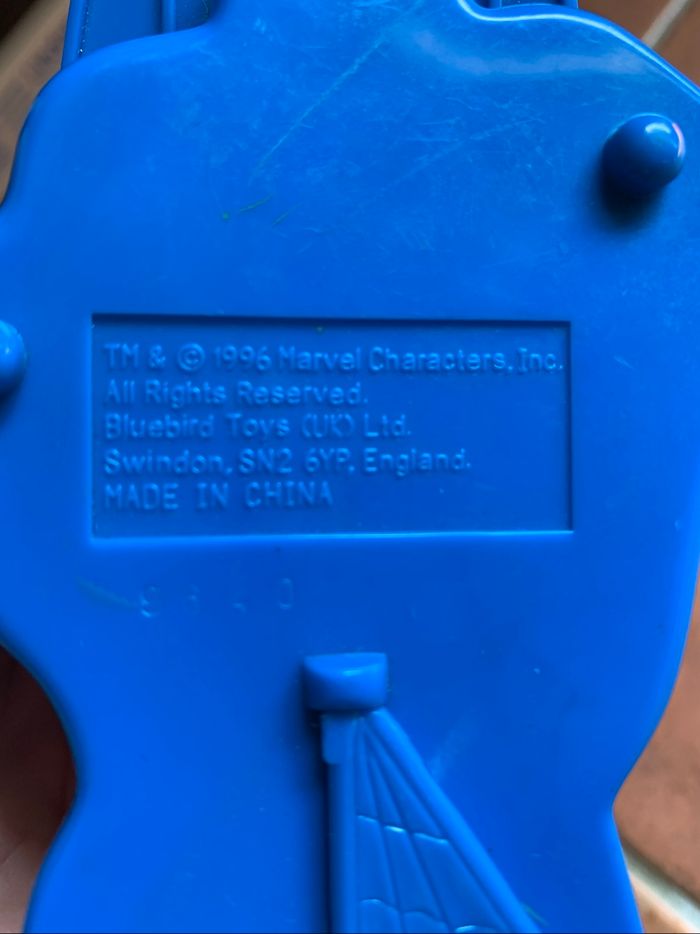 TM & © 1996 Marvel Characters, Inc.
All Rights Reserved.
Bluebird Toys (UK) Ltd.
Swindon, SN2 6YP, England.
MADE IN CHINA